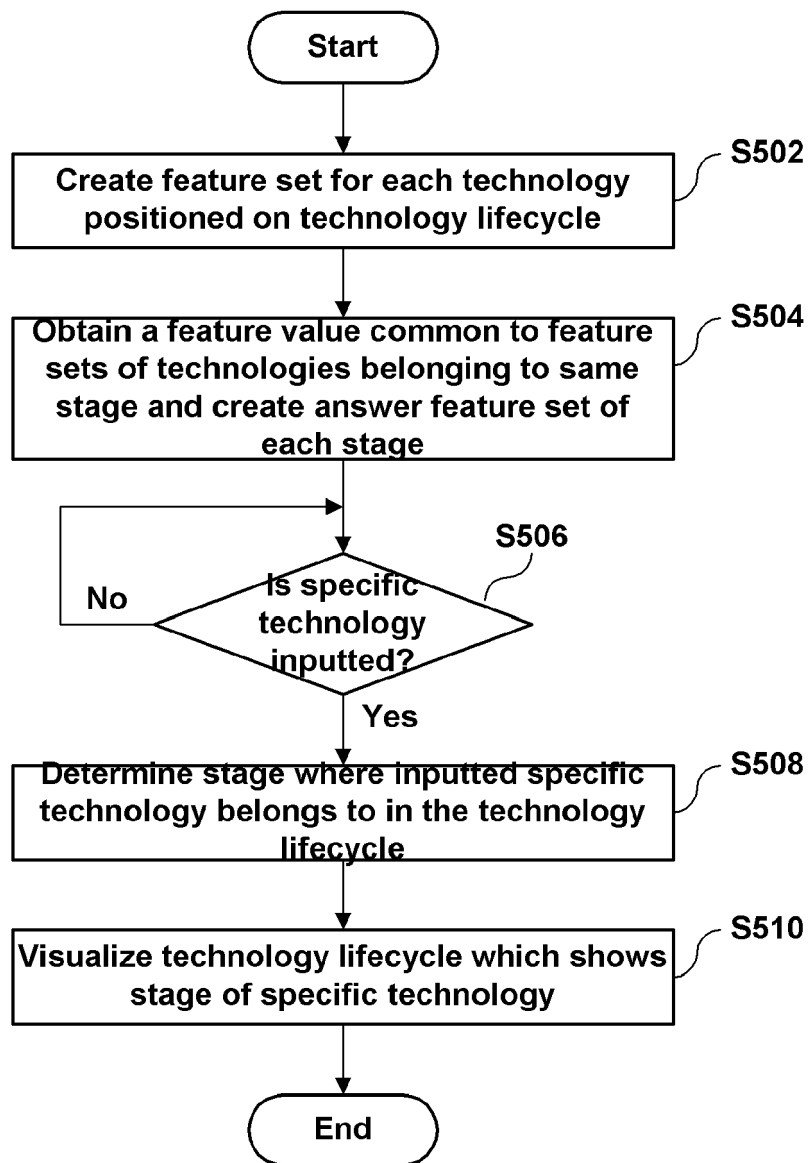 Start
S502
Create feature set for each technology
positioned on technology lifecycle
S504
Obtain a feature value common to feature
sets of technologies belonging to same
stage and create answer feature set of
each stage
S506
No
Is specific
technology
inputted?
Yes
S508
Determine stage where inputted specific
technology belongs to in the technology
lifecycle
S510
Visualize technology lifecycle which shows
stage of specific technology
End